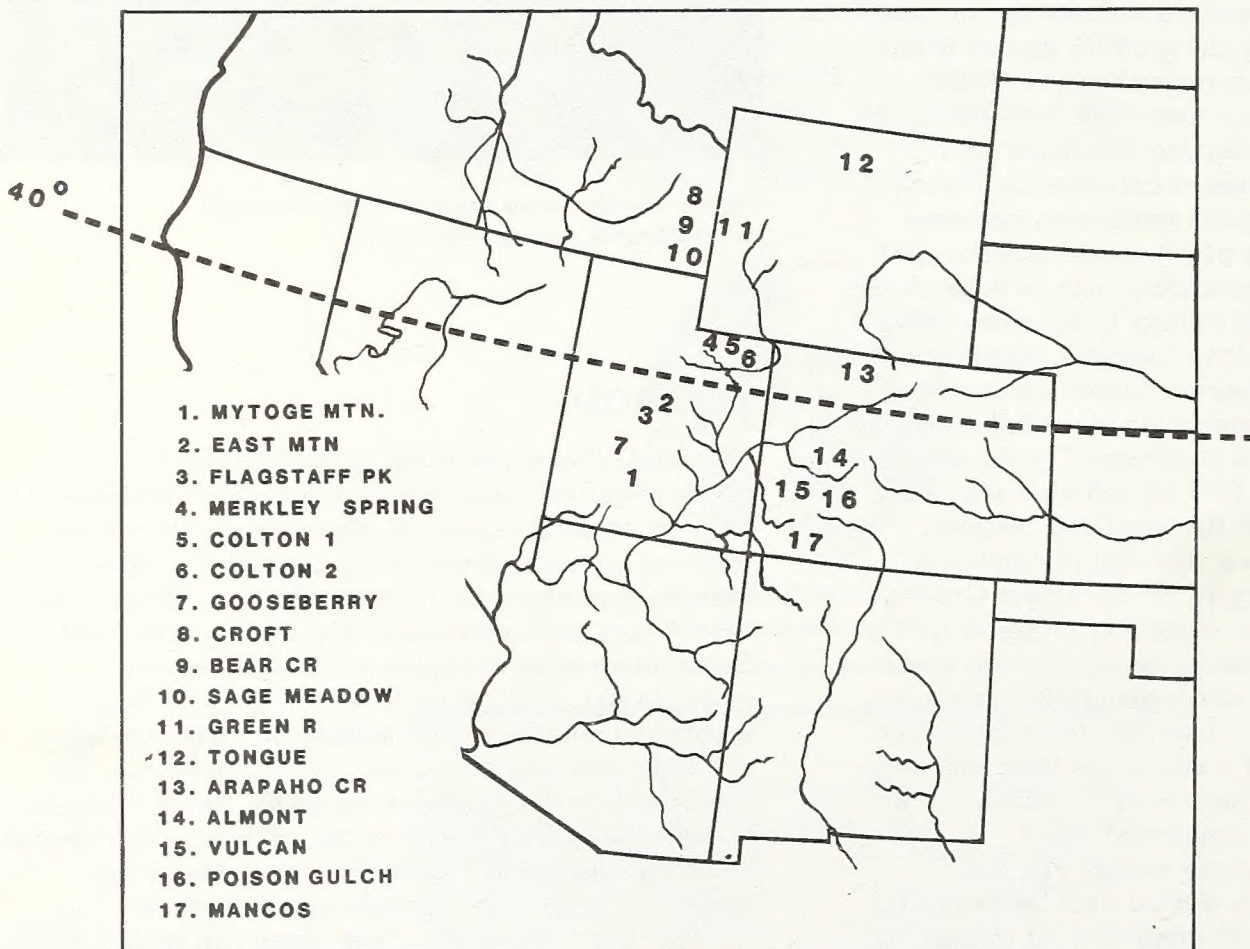 40°
12
8
9
11
10
4
5
6
13
2
3
7
14
1
15
16
17
1. MYTOGE MTN.
2. EAST MTN
3. FLAGSTAFF PK
4. MERKLEY SPRING
5. COLTON 1
6. COLTON 2
7. GOOSEBERRY
8. CROFT
9. BEAR CR
10. SAGE MEADOW
11. GREEN R
12. TONGUE
13. ARAPAHO CR
14. ALMONT
15. VULCAN
16. POISON GULCH
17. MANCOS